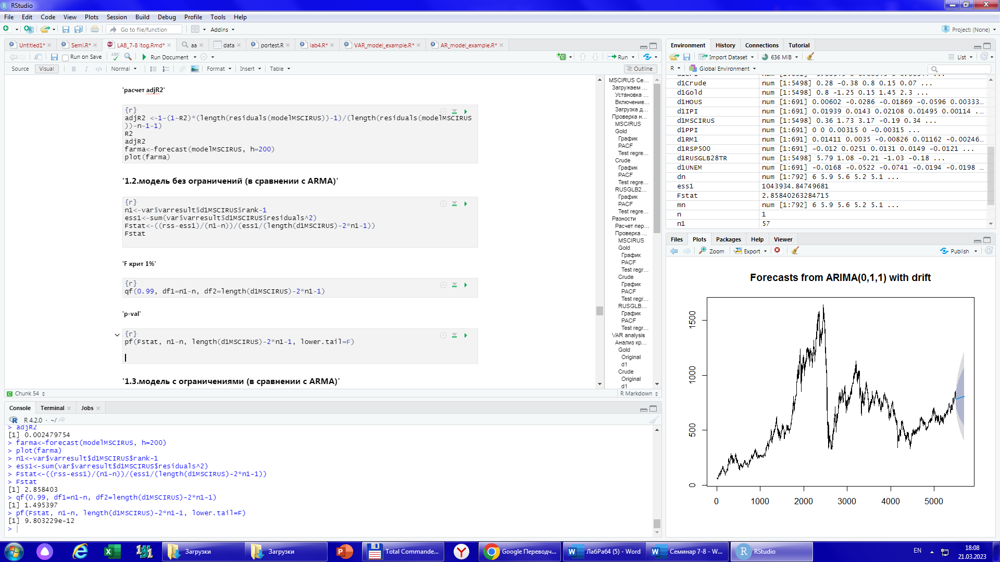 RStudio
File Edit Code View Plots Session Build Debug Profile Tools Help
Go to file/function Addins Project: (None)
Untitled1* Semi.R* LAB_7-8 itog.Rmd* aa data portest.R lab4.R* VAR_model_example.R* AR_model_example.R*
Run on Save ABC Run Document Run
Source Visual B I </> Normal Format Insert Table Outline
'расчет adjR2'
{r}
adjR2 <-1-(1-R2)*(length(residuals(modelMSCIRUS))-1)/(length(residuals(modelMSCIRUS
))-n-1-1)
R2
adjR2
farma<-forecast(modelMSCIRUS, h=200)
plot(farma)
'1.2.модель без ограничений (в сравнении с ARMA)'
{r}
n1<-var$varresult$d1MSCIRUS$rank-1
ess1<-sum(var$varresult$d1MSCIRUS$residuals^2)
Fstat<-((rss-ess1)/(n1-n))/(ess1/(length(d1MSCIRUS)-2*n1-1))
Fstat
'F крит 1%'
{r}
qf(0.99, df1=n1-n, df2=length(d1MSCIRUS)-2*n1-1)
'p-val'
{r}
pf(Fstat, n1-n, length(d1MSCIRUS)-2*n1-1, lower.tail=F)
'1.3.модель с ограничениями (в сравнении с ARMA)'
MSCIRUS Ce...
Загружаем ...
Установка ...
Включение...
Загрузка д...
Проверка н...
MSCIRUS
Gold
График
PACF
Test regre...
Crude
График
PACF
Test regre...
RUSGLB2...
График
PACF
Test regre...
Разности
Расчет пер...
Проверка ...
MSCIRUS
Gold
График
PACF
Test regr...
Crude
График
PACF
Test regr...
RUSGLB...
График
PACF
Test regr...
VAR analysis
Анализ кр...
Gold
Original
d1
Crude
Original
d1
Chunk 54 R Markdown
Console Terminal Jobs
R 4.2.0 · ~/
> adjR2
[1] 0.002479754
> farma<-forecast(modelMSCIRUS, h=200)
> plot(farma)
> n1<-var$varresult$d1MSCIRUS$rank-1
> ess1<-sum(var$varresult$d1MSCIRUS$residuals^2)
> Fstat<-((rss-ess1)/(n1-n))/(ess1/(length(d1MSCIRUS)-2*n1-1))
> Fstat
[1] 2.858403
> qf(0.99, df1=n1-n, df2=length(d1MSCIRUS)-2*n1-1)
[1] 1.495397
> pf(Fstat, n1-n, length(d1MSCIRUS)-2*n1-1, lower.tail=F)
[1] 9.803229e-12
>
Environment History Connections Tutorial
Import Dataset 636 MiB List
R Global Environment
d1Crude num [1:5498] 0.28 -0.38 0.8 0.15 0.07 ...
d1Gold num [1:5498] 0.8 -1.25 0.15 1.45 2.3 ...
d1HOUS num [1:691] 0.00602 -0.0286 -0.01869 -0.0596 0.00333...
d1IPI num [1:691] 0.01939 0.0143 0.02108 0.01495 0.00114 ...
d1MSCIRUS num [1:5498] 0.36 1.73 3.17 -0.19 0.34 ...
d1PPI num [1:691] 0 0 0.00315 0 -0.00315 ...
d1RM1 num [1:691] 0.01411 0.0035 -0.00826 0.01162 -0.00246...
d1RSP500 num [1:691] -0.012 0.0251 0.0131 0.0149 -0.0121 ...
d1RUSGLB28TR num [1:5498] 5.79 1.08 -0.21 -1.03 -0.18 ...
d1UNEM num [1:691] -0.0168 -0.0522 -0.0741 -0.0194 -0.0198 ...
dn num [1:792] 6 5.9 5.6 5.2 5.1 ...
ess1 1043934.84749681
Fstat 2.85840263284715
mn num [1:792] 6 5.9 5.6 5.2 5.1 ...
n 1
n1 57
Files Plots Packages Help Viewer
Zoom Export Publish
Forecasts from ARIMA(0,1,1) with drift
1500
1000
500
0
0 1000 2000 3000 4000 5000
Загрузки Загрузки Total Commande... Google Переводч... ЛабРаб4 (5) - Word Семинар 7-8 - W... RStudio
EN 18:08
21.03.2023